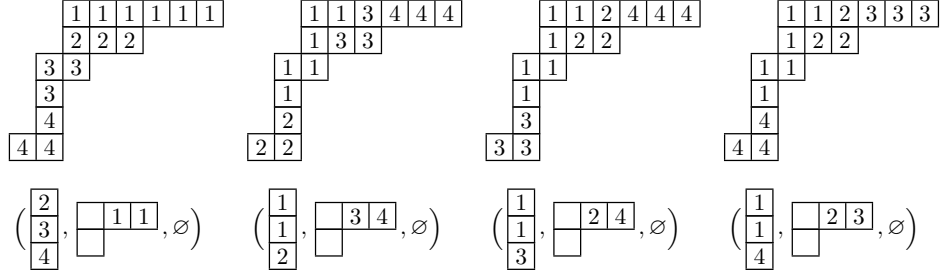 1 1 1 1 1 1 1 1 3 4 4 4 1 1 2 4 4 4 1 1 2 3 3 3
2 2 2 1 3 3 1 2 2 1 2 2
3 3 1 1 1 1 1 1
3 1 1 1
4 2 3 4
4 4 2 2 3 3 4 4
2 1 1 1
( 3 , 1 1 , ∅ ) ( 1 , 3 4 , ∅ ) ( 1 , 2 4 , ∅ ) ( 1 , 2 3 , ∅ )
4 2 3 4